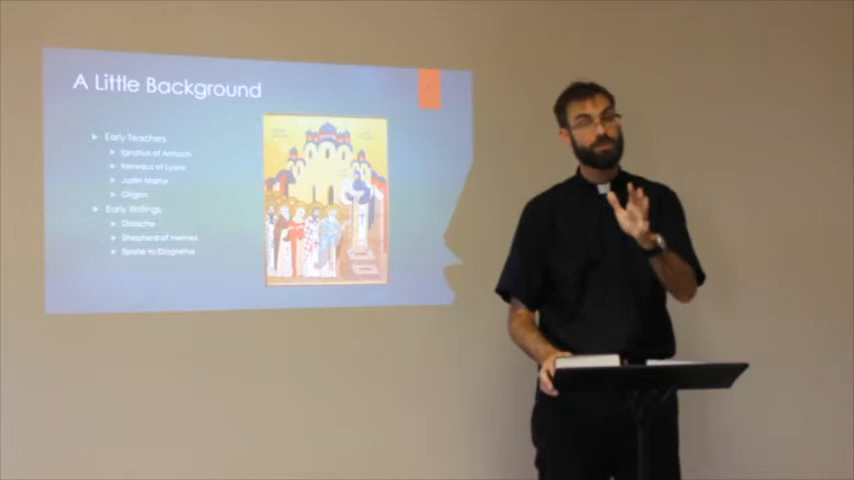 A Little Background
Early Teachers
Ignatius of Antioch
Irenaeus of Lyons
Justin Martyr
Origen
Early Writings
Didache
Shepherd of Hermes
Epistle to Diognetus